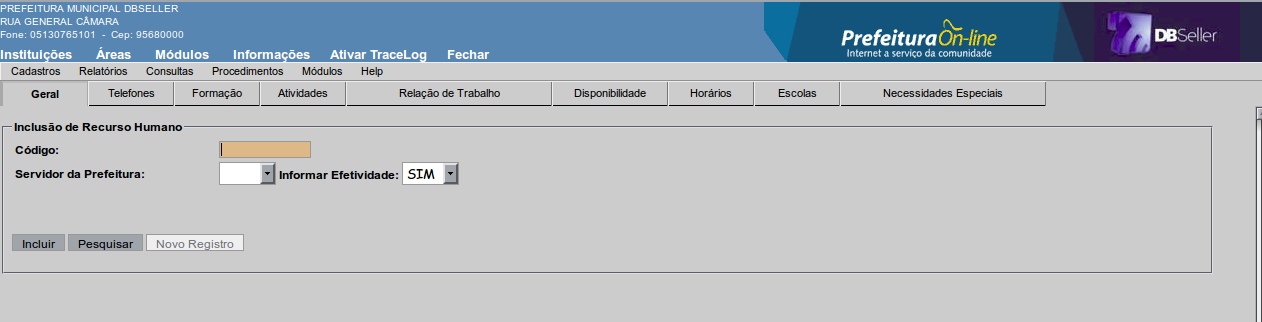 PREFEITURA MUNICIPAL DBSELLER
RUA GENERAL CÂMARA
Fone: 05130765101 - Cep: 95680000
Instituições Áreas Módulos Informações Ativar TraceLog Fechar
PrefeituraOn-line
Internet a serviço da comunidade
DBSeller
Cadastros Relatórios Consultas Procedimentos Módulos Help
Geral Telefones Formação Atividades Relação de Trabalho Disponibilidade Horários Escolas Necessidades Especiais
Inclusão de Recurso Humano
Código:
Servidor da Prefeitura: Informar Efetividade: SIM
Incluir Pesquisar Novo Registro